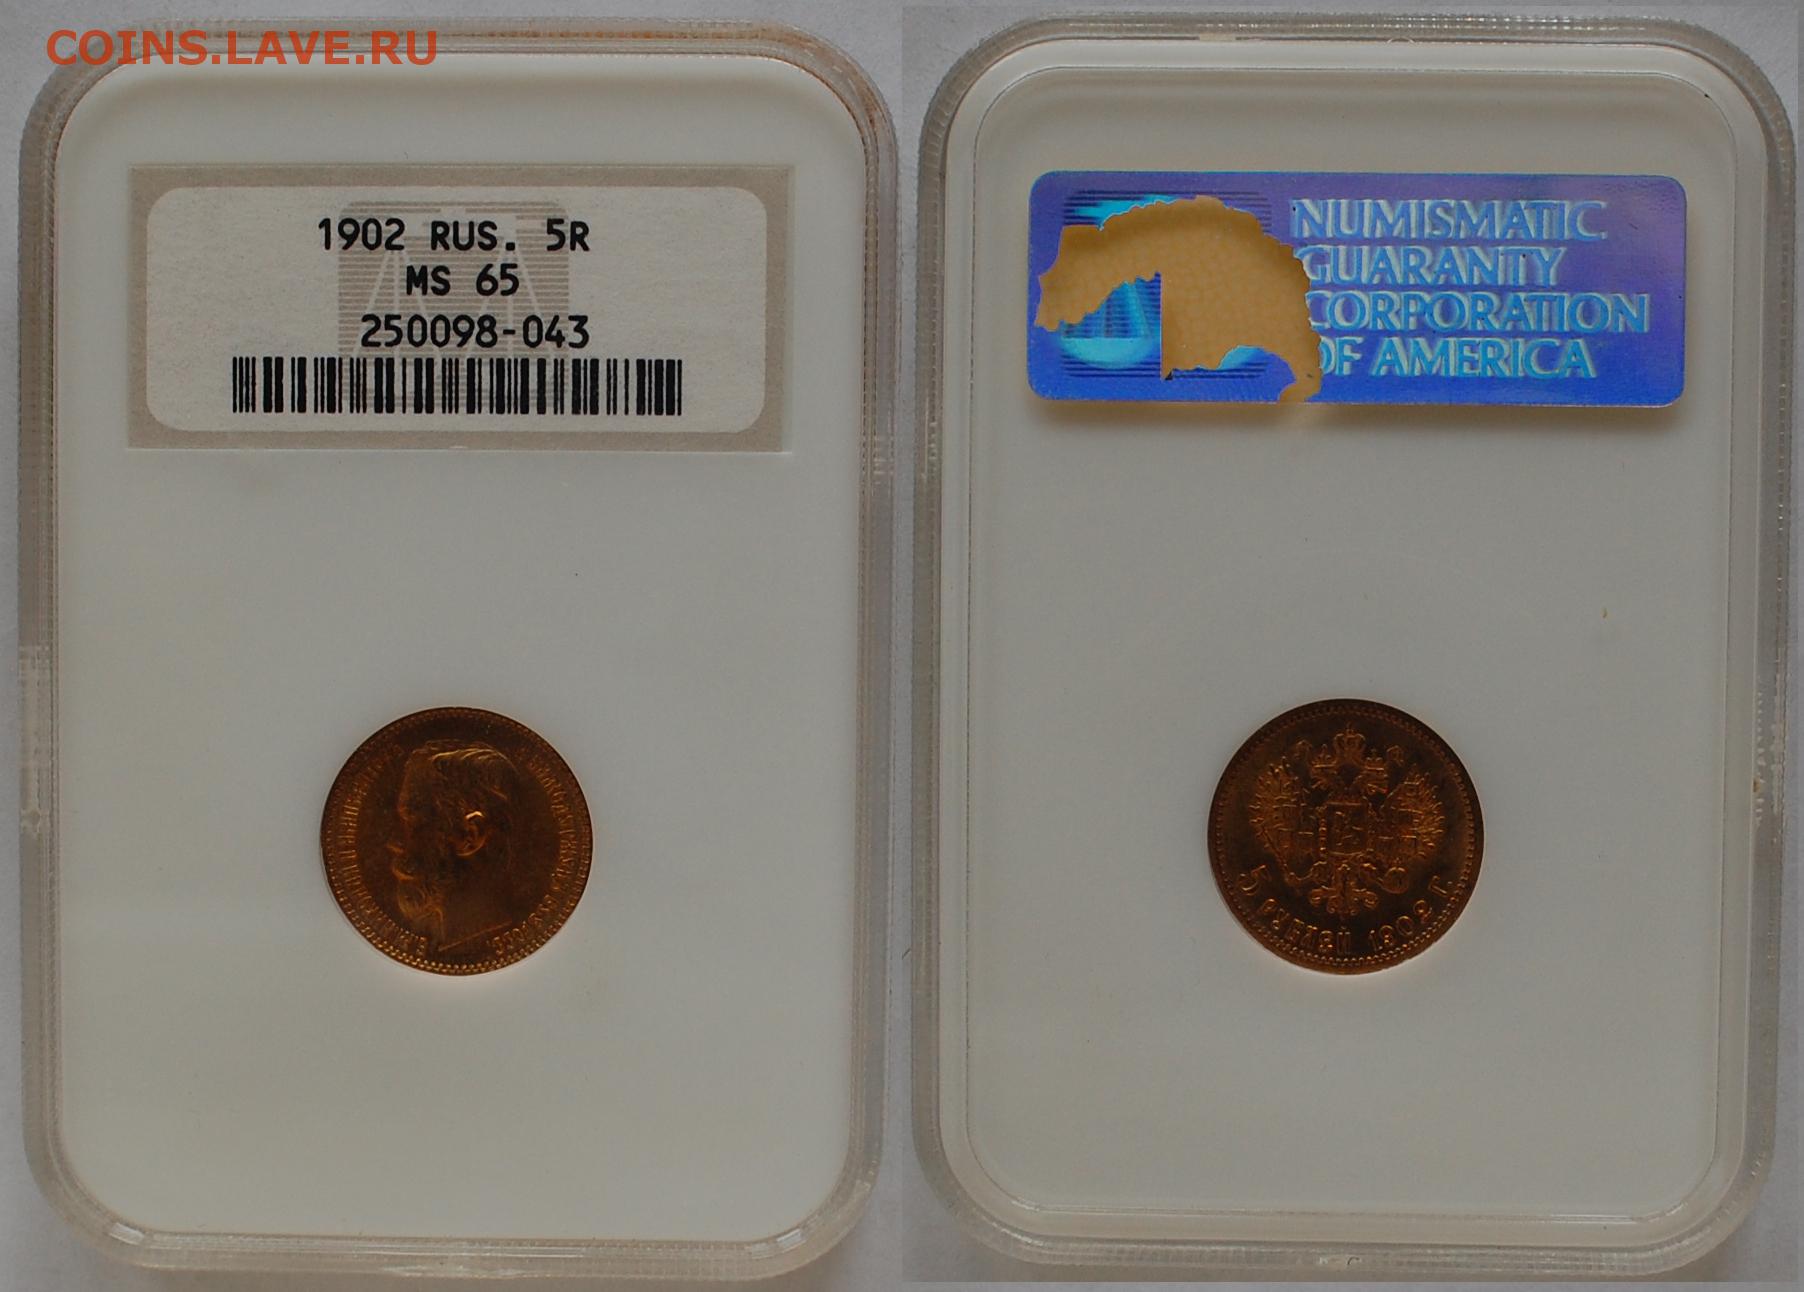 COINS.LAVE.RU
1902 RUS. 5R
MS 65
250098-043
NUMISMATIC
GUARANTY
CORPORATION
OF AMERICA
5 РУБЛЕЙ 1902 Г.